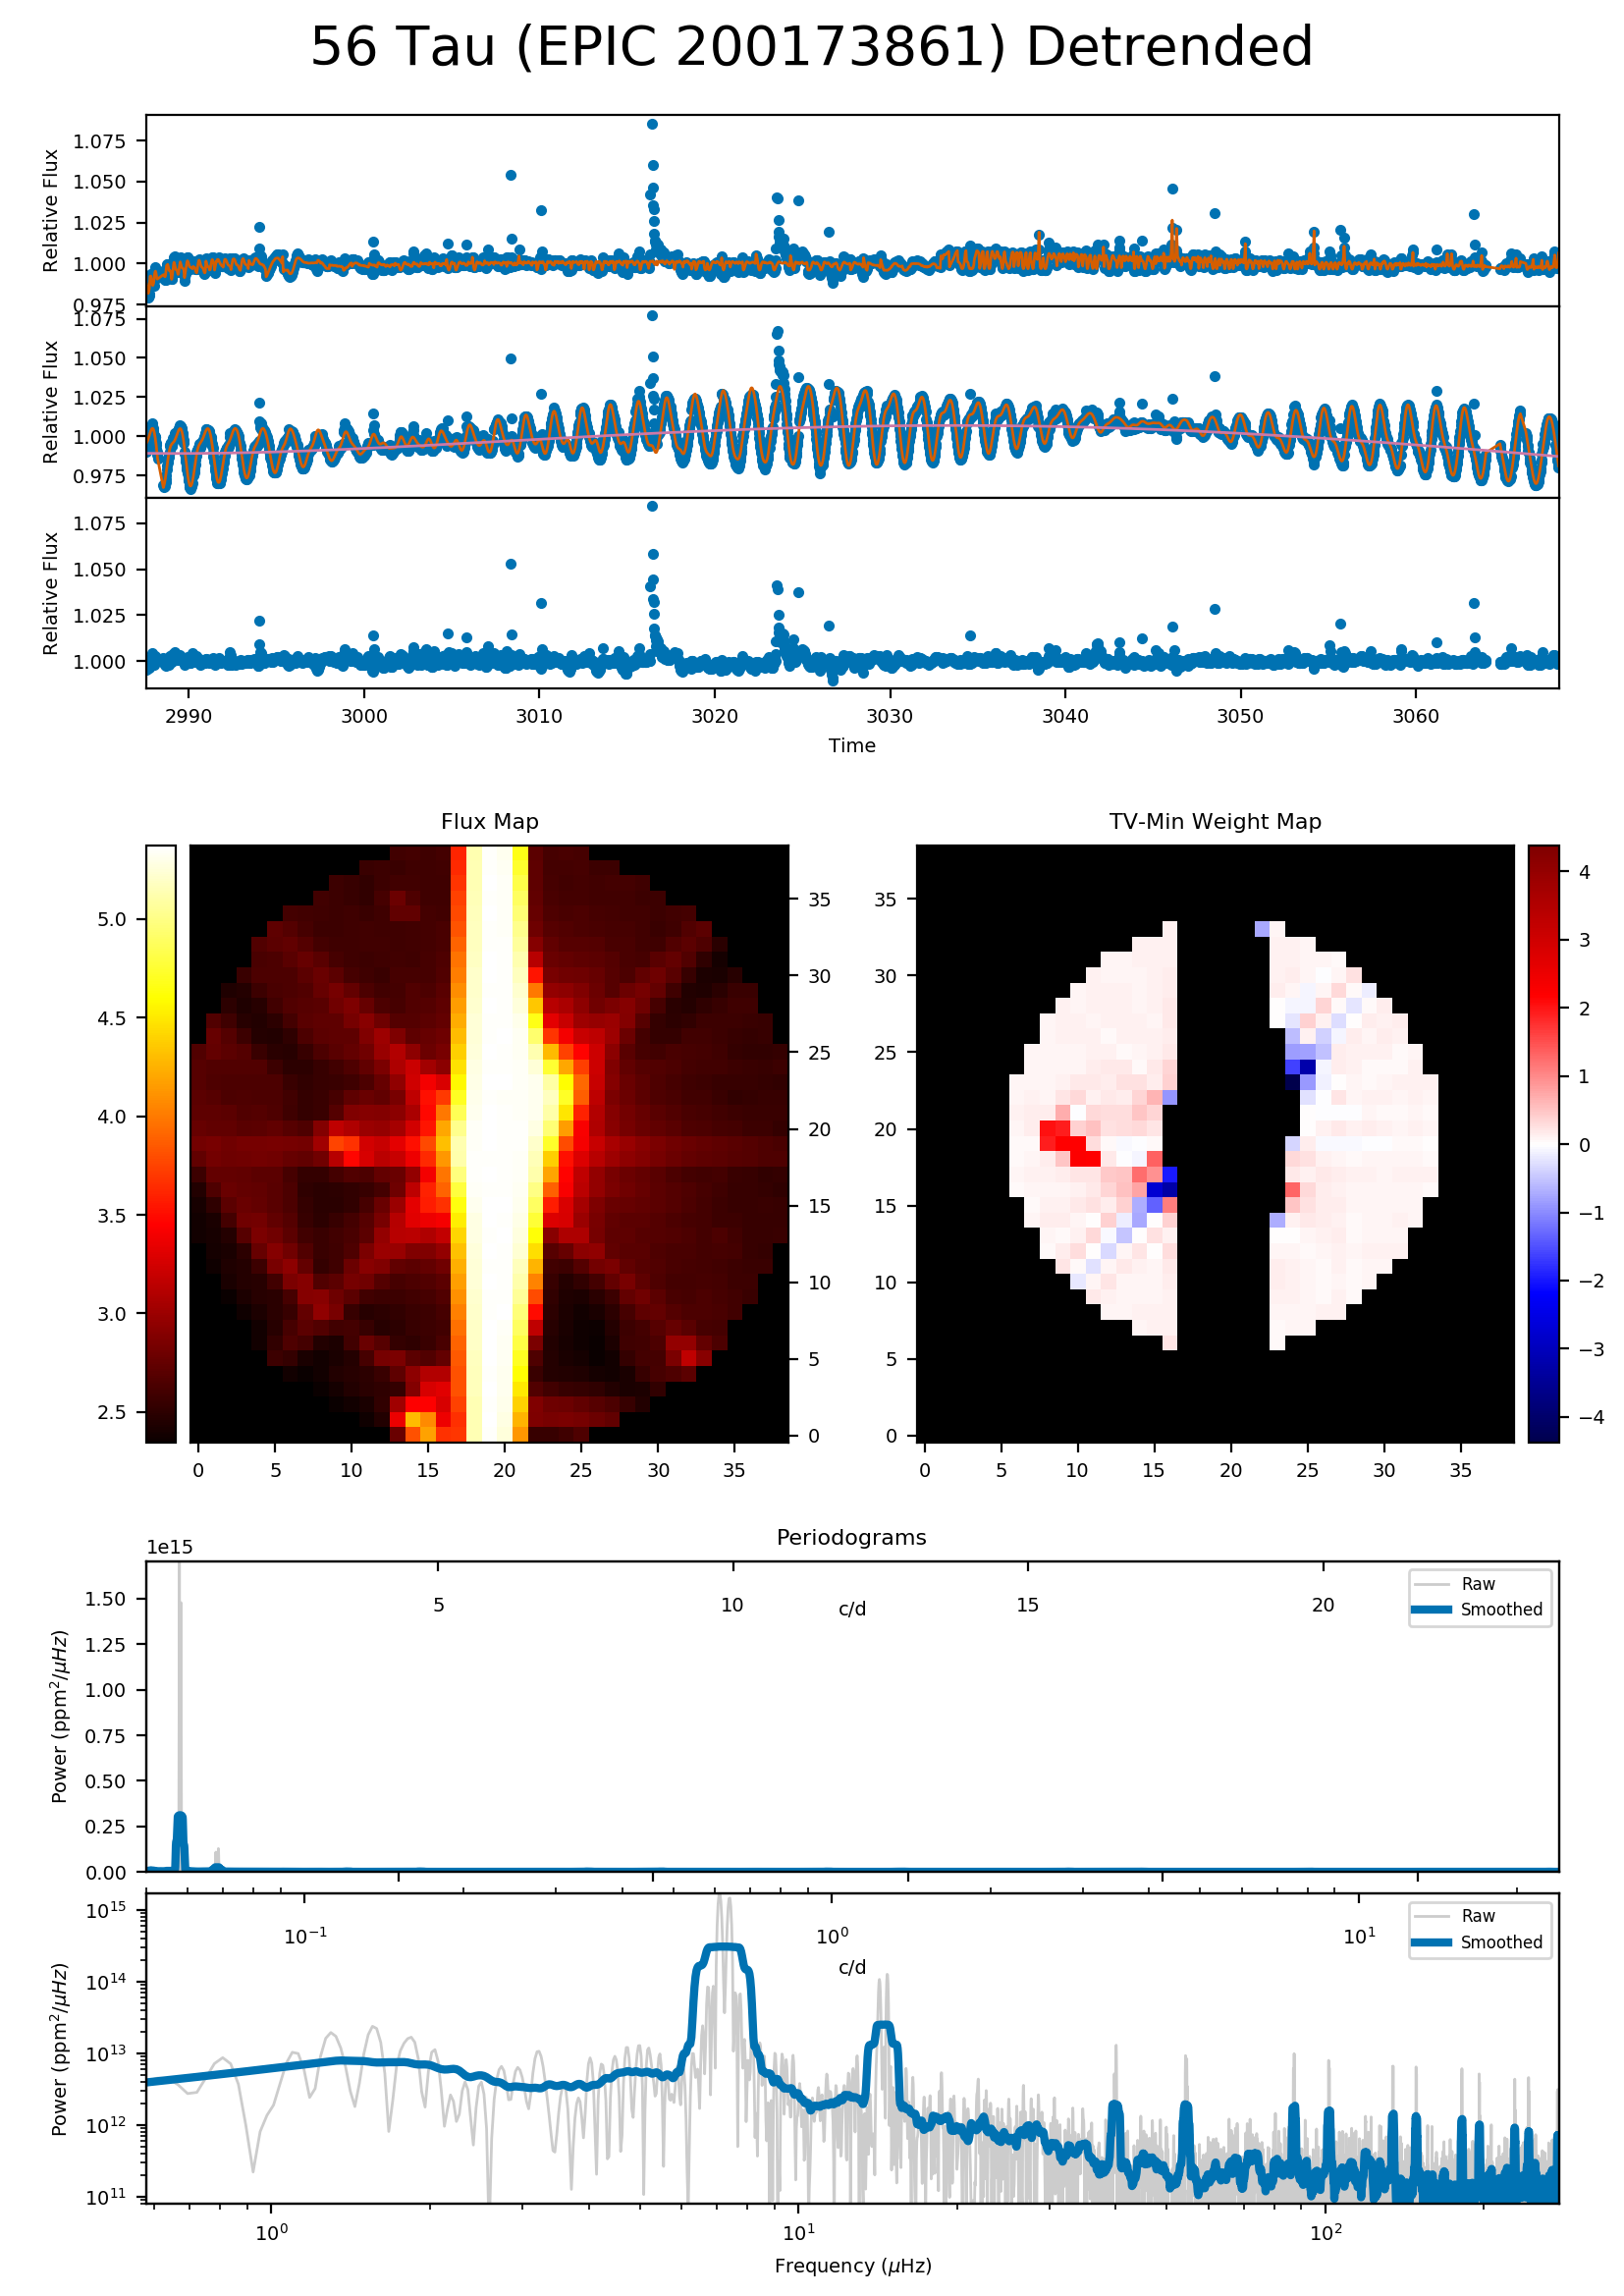 56 Tau (EPIC 200173861) Detrended
1.075
1.050
1.025
1.000
0.975
Relative Flux
1.075
1.050
1.025
1.000
0.975
Relative Flux
1.075
1.050
1.025
1.000
Relative Flux
2990 3000 3010 3020 3030 3040 3050 3060
Time
Flux Map
5.0
4.5
4.0
3.5
3.0
2.5
35
30
25
20
15
10
5
0
0 5 10 15 20 25 30 35
TV-Min Weight Map
35
30
25
20
15
10
5
0
0 5 10 15 20 25 30 35
4
3
2
1
0
−1
−2
−3
−4
Periodograms
1e15
1.50
1.25
1.00
0.75
0.50
0.25
0.00
Power (ppm²/μHz)
5 10 15 20
c/d
Raw
Smoothed
10¹⁵
10¹⁴
10¹³
10¹²
10¹¹
Power (ppm²/μHz)
10⁻¹ 10⁰ 10¹
c/d
Raw
Smoothed
10⁰ 10¹ 10²
Frequency (μHz)